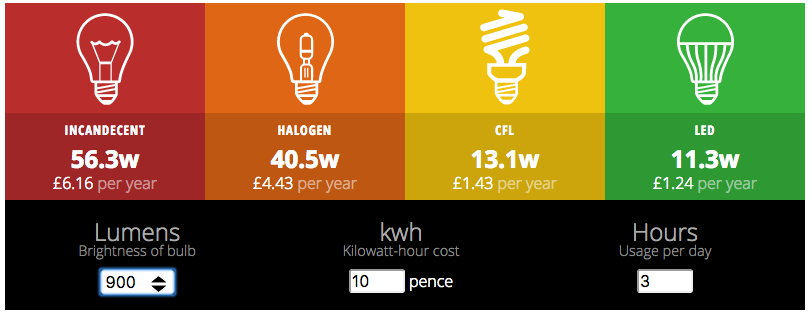 INCANDECENT
56.3w
£6.16 per year
HALOGEN
40.5w
£4.43 per year
CFL
13.1w
£1.43 per year
LED
11.3w
£1.24 per year
Lumens
Brightness of bulb
900
kwh
Kilowatt-hour cost
10 pence
Hours
Usage per day
3